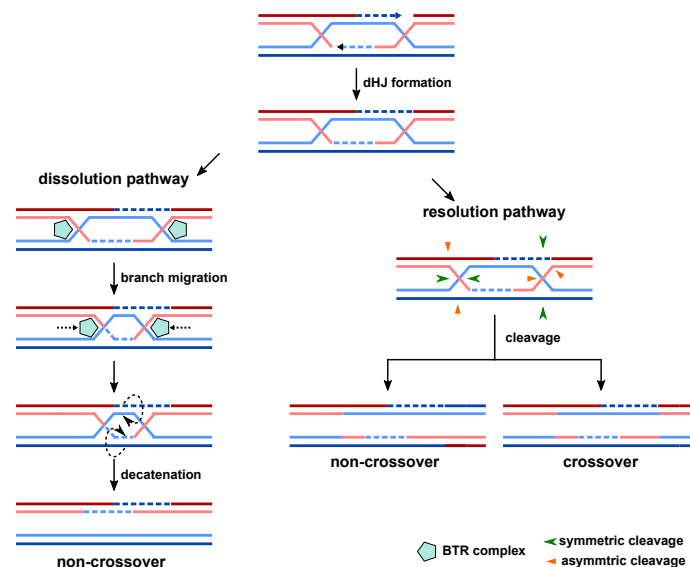 dHJ formation
dissolution pathway
resolution pathway
branch migration
cleavage
decatenation
non-crossover
crossover
non-crossover
BTR complex
symmetric cleavage
asymmtric cleavage